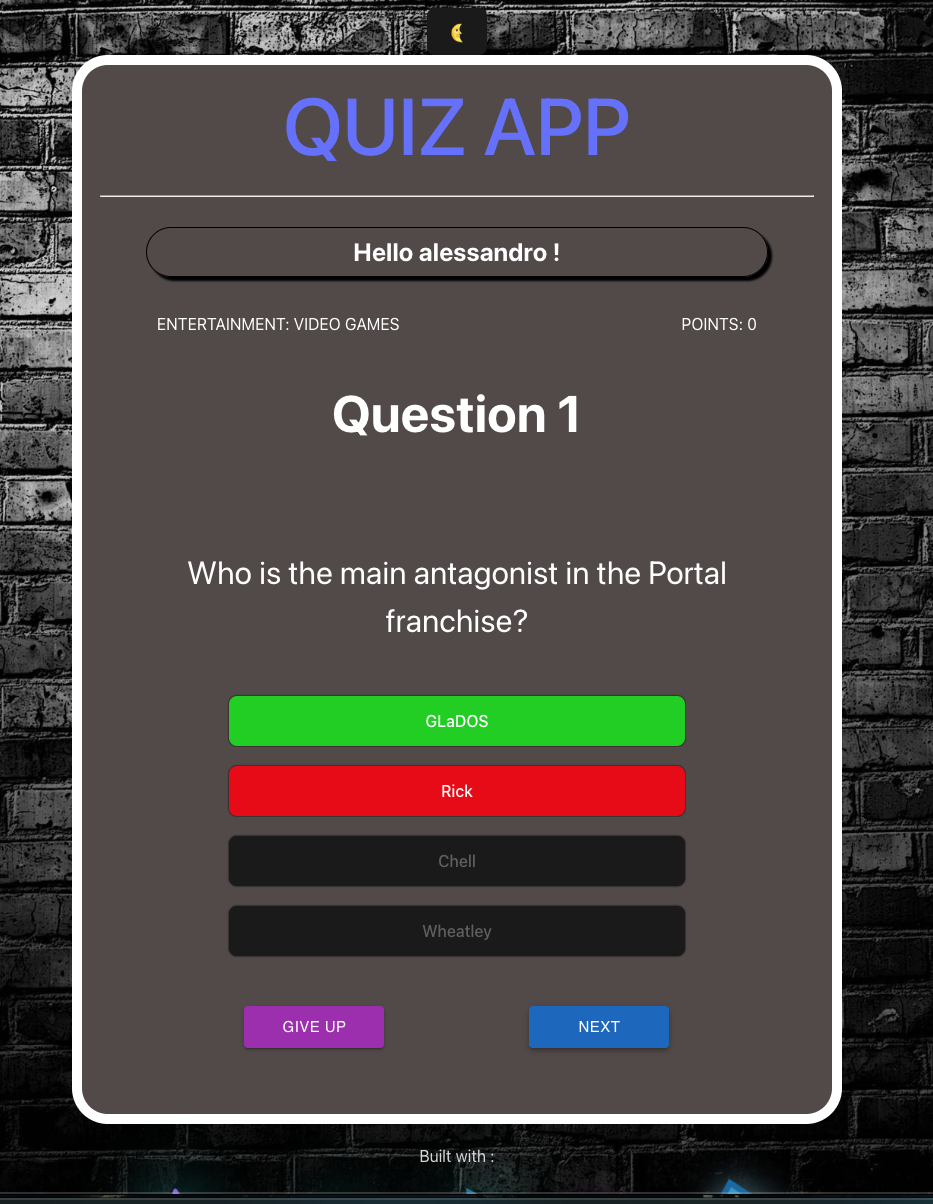 QUIZ APP
Hello alessandro !
ENTERTAINMENT: VIDEO GAMES
POINTS: 0
Question 1
Who is the main antagonist in the Portal
franchise?
GLaDOS
Rick
Chell
Wheatley
GIVE UP
NEXT
Built with :